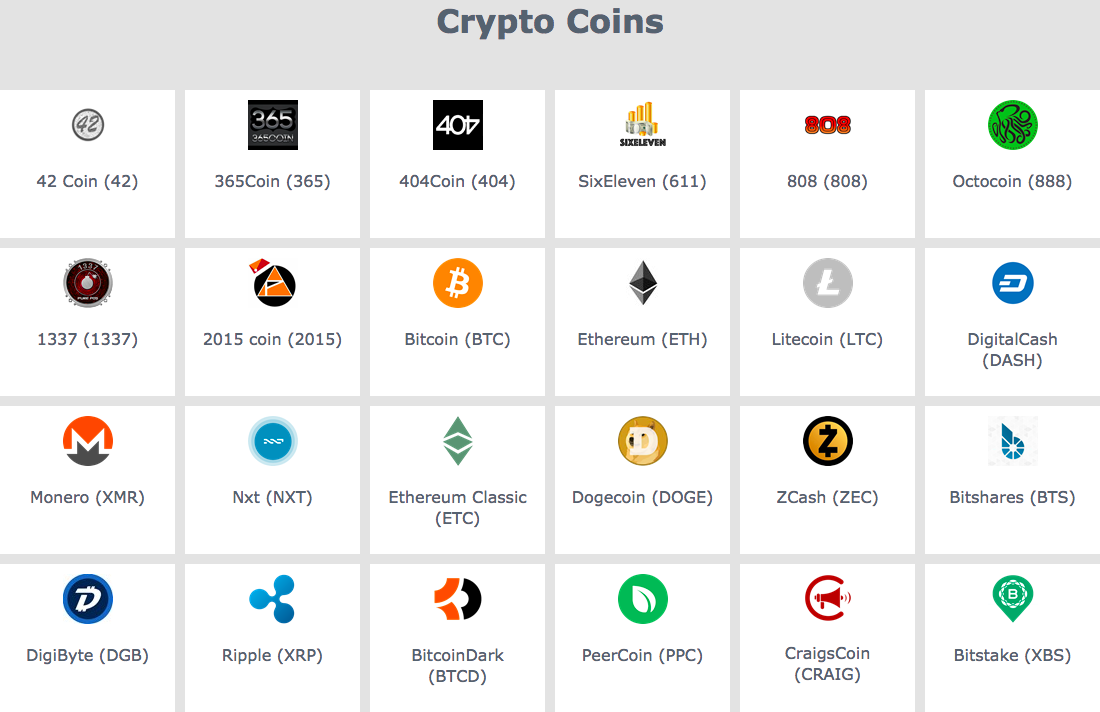 Crypto Coins
42
365
365COIN
404
SIXELEVEN
808
42 Coin (42)
365Coin (365)
404Coin (404)
SixEleven (611)
808 (808)
Octocoin (888)
1337
PURE POS
1337 (1337)
2015 coin (2015)
Bitcoin (BTC)
Ethereum (ETH)
Litecoin (LTC)
DigitalCash
(DASH)
Monero (XMR)
Nxt (NXT)
Ethereum Classic
(ETC)
Dogecoin (DOGE)
ZCash (ZEC)
Bitshares (BTS)
DigiByte (DGB)
Ripple (XRP)
BitcoinDark
(BTCD)
PeerCoin (PPC)
CraigsCoin
(CRAIG)
Bitstake (XBS)